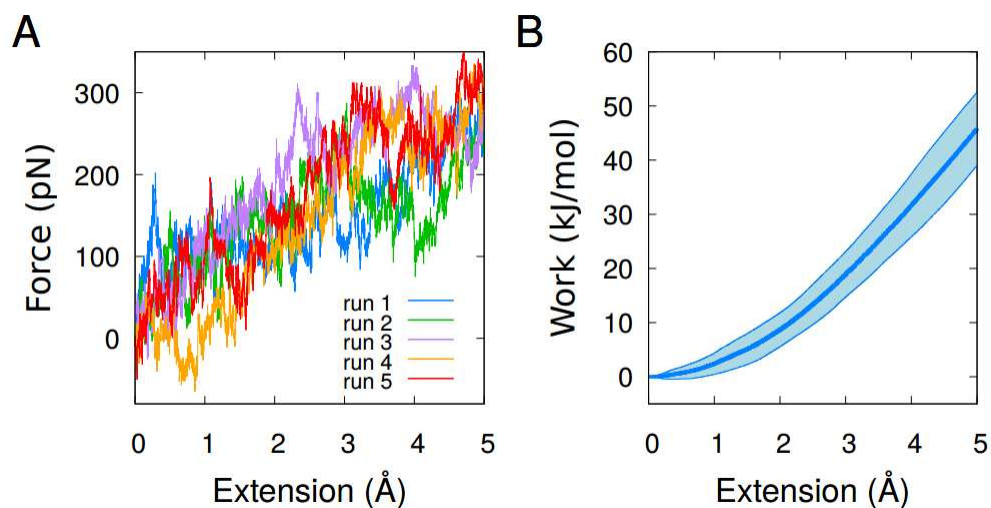 A
Force (pN)
300
200
100
0
run 1
run 2
run 3
run 4
run 5
0 1 2 3 4 5
Extension (Å)
B
Work (kJ/mol)
60
50
40
30
20
10
0
0 1 2 3 4 5
Extension (Å)